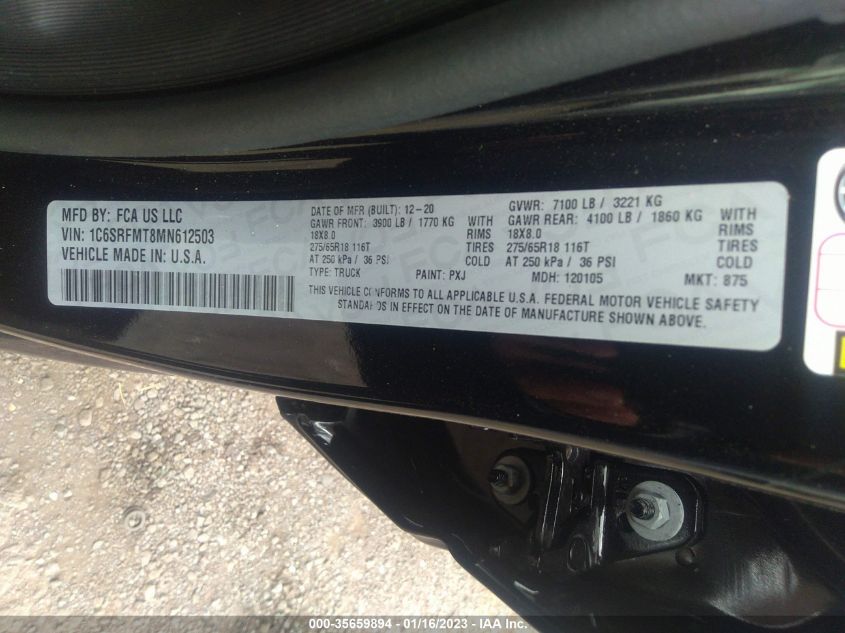 MFD BY: FCA US LLC
VIN: 1C6SRFMT8MN612503
VEHICLE MADE IN: U.S.A.
DATE OF MFR (BUILT): 12-20 GVWR: 7100 LB / 3221 KG
GAWR FRONT: 3900 LB / 1770 KG WITH GAWR REAR: 4100 LB / 1860 KG WITH
18X8.0 RIMS 18X8.0 RIMS
275/65R18 116T TIRES 275/65R18 116T TIRES
AT 250 kPa / 36 PSI COLD AT 250 kPa / 36 PSI COLD
TYPE: TRUCK PAINT: PXJ MDH: 120105 MKT: 875
THIS VEHICLE CONFORMS TO ALL APPLICABLE U.S.A. FEDERAL MOTOR VEHICLE SAFETY
STANDARDS IN EFFECT ON THE DATE OF MANUFACTURE SHOWN ABOVE.
000-35659894 - 01/16/2023 - IAA Inc.